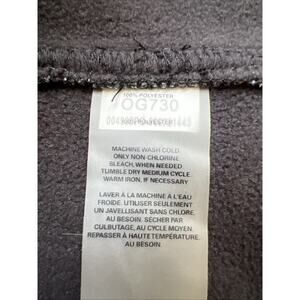 100% POLYESTER
OG730
MACHINE WASH COLD.
ONLY NON-CHLORINE
BLEACH, WHEN NEEDED
TUMBLE DRY MEDIUM CYCLE.
WARM IRON, IF NECESSARY
LAVER À LA MACHINE À L'EAU
FROIDE. UTILISER SEULEMENT
UN JAVELLISANT SANS CHLORE,
AU BESOIN. SÉCHER PAR
CULBUTAGE, AU CYCLE MOYEN.
REPASSER À HAUTE TEMPÉRATURE,
AU BESOIN